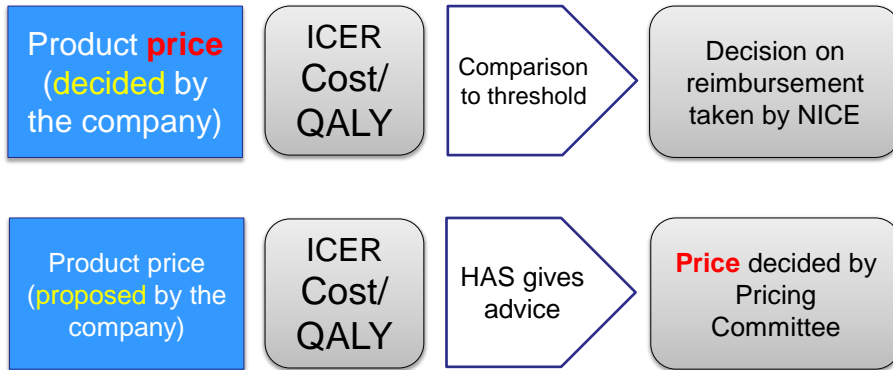 Product price
(decided by
the company)
ICER
Cost/
QALY
Comparison
to threshold
Decision on
reimbursement
taken by NICE
Product price
(proposed by the
company)
ICER
Cost/
QALY
HAS gives
advice
Price decided by
Pricing
Committee